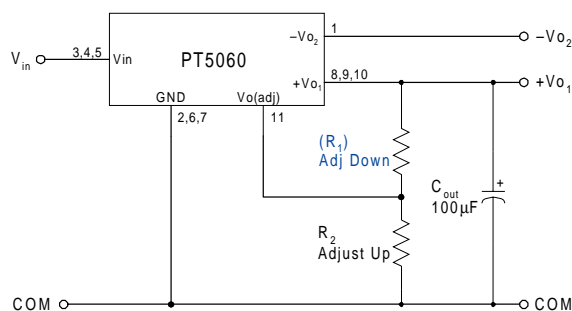 1
−Vo2
−Vo2
Vin
3,4,5
Vin
PT5060
+Vo1
8,9,10
+Vo1
GND
Vo(adj)
2,6,7
11
(R1)
Adj Down
Cout
100µF
+
R2
Adjust Up
COM
COM